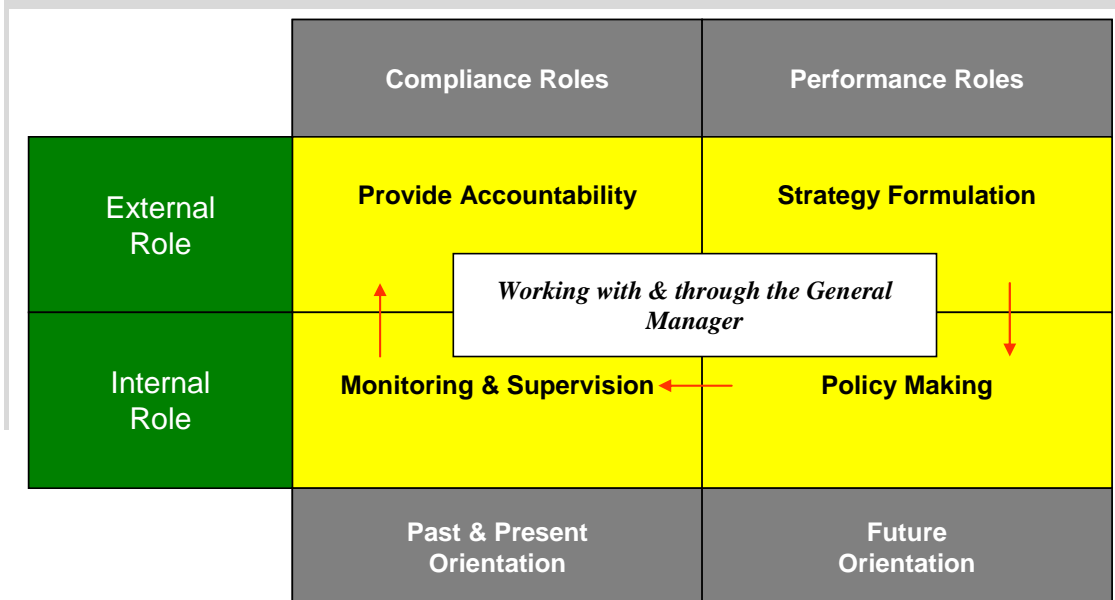 Compliance Roles
Performance Roles
External
Role
Provide Accountability
Strategy Formulation
Working with & through the General
Manager
Internal
Role
Monitoring & Supervision
Policy Making
Past & Present
Orientation
Future
Orientation